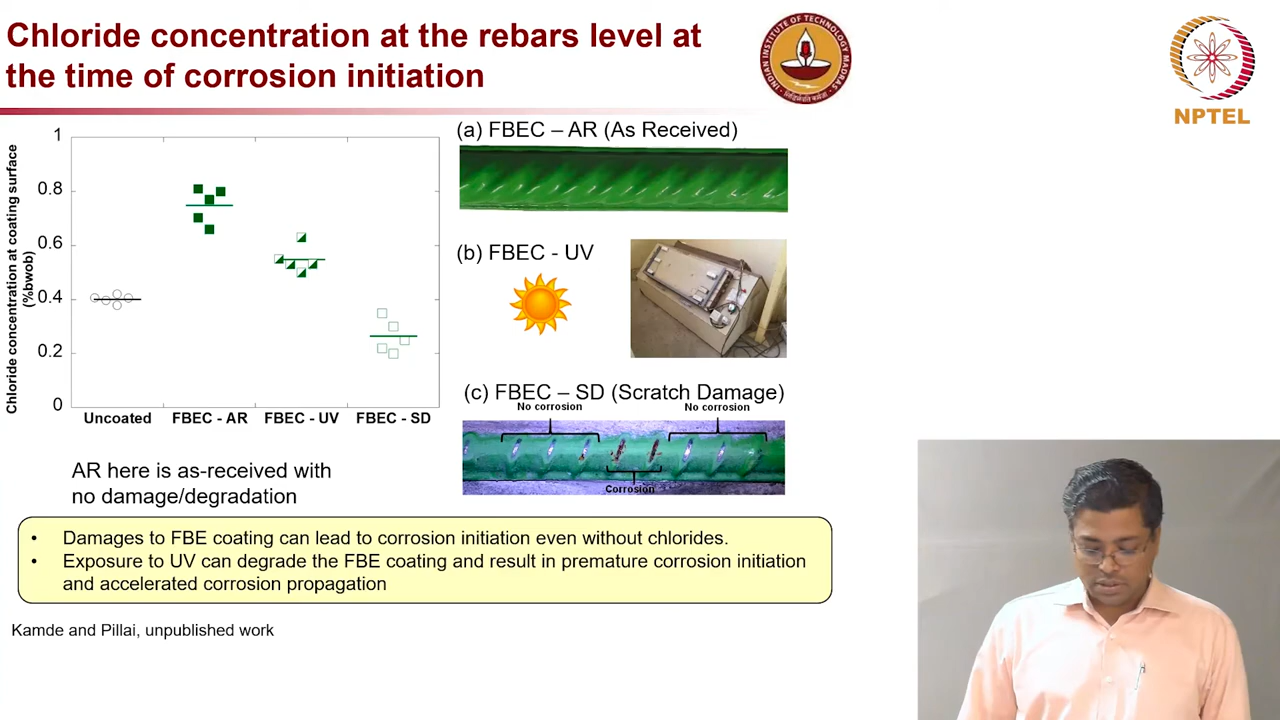 Chloride concentration at the rebars level at
the time of corrosion initiation
INDIAN INSTITUTE OF TECHNOLOGY MADRAS
NPTEL
Chloride concentration at coating surface
(%bwob)
1
0.8
0.6
0.4
0.2
0
Uncoated
FBEC - AR
FBEC - UV
FBEC - SD
(a) FBEC – AR (As Received)
(b) FBEC - UV
(c) FBEC – SD (Scratch Damage)
No corrosion
No corrosion
Corrosion
AR here is as-received with
no damage/degradation
• Damages to FBE coating can lead to corrosion initiation even without chlorides.
• Exposure to UV can degrade the FBE coating and result in premature corrosion initiation
and accelerated corrosion propagation
Kamde and Pillai, unpublished work